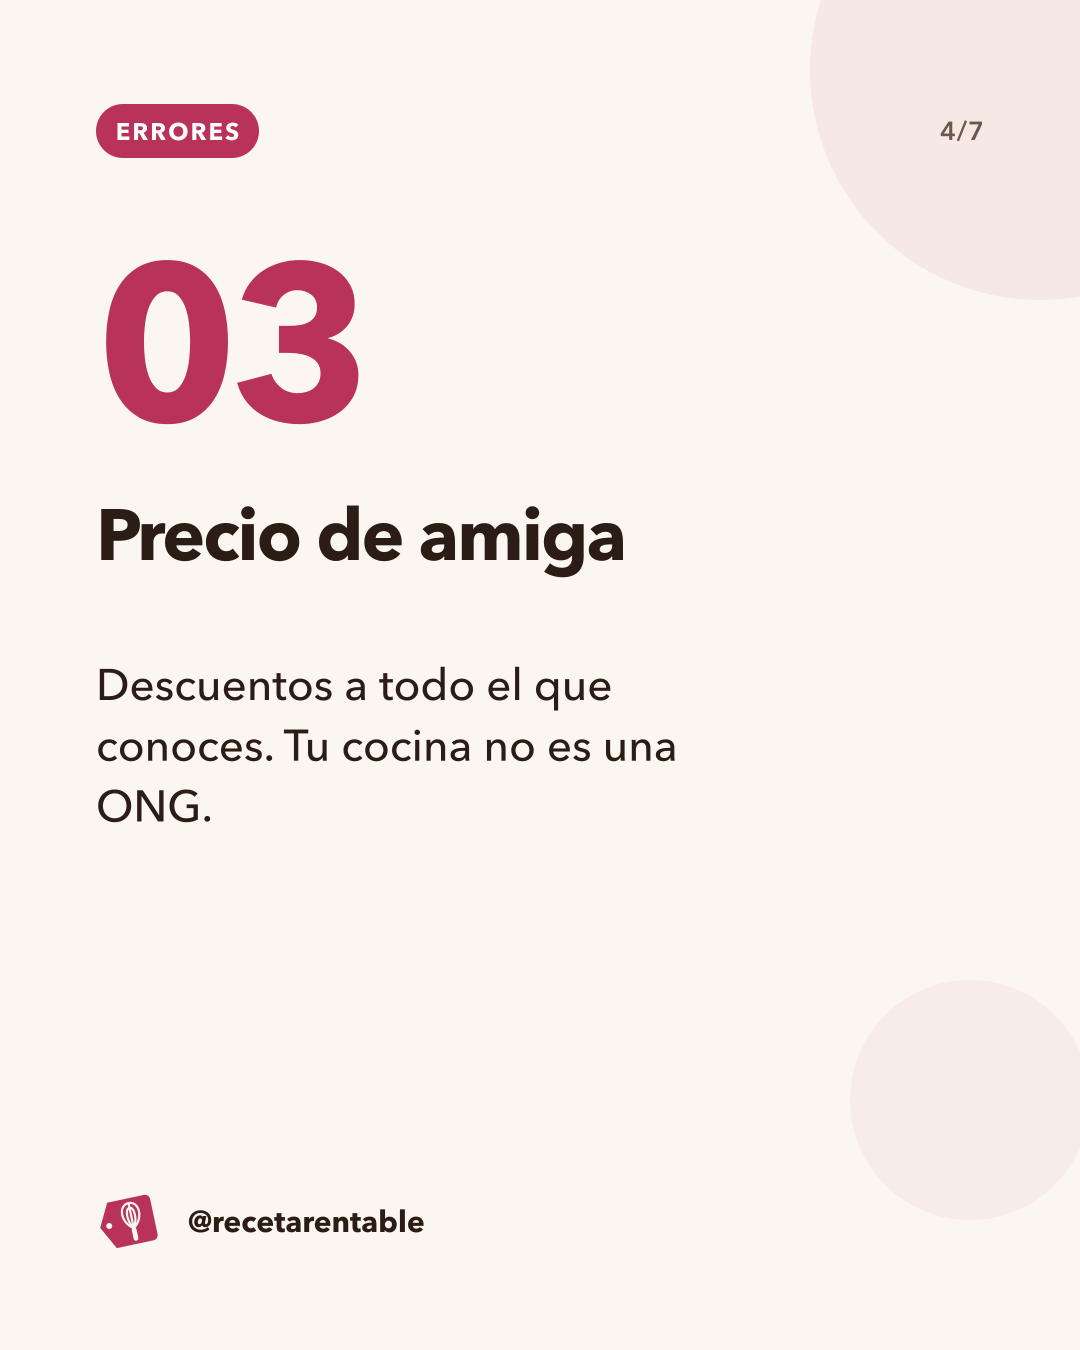 ERRORES
4/7
03
Precio de amiga
Descuentos a todo el que
conoces. Tu cocina no es una
ONG.
@recetarentable